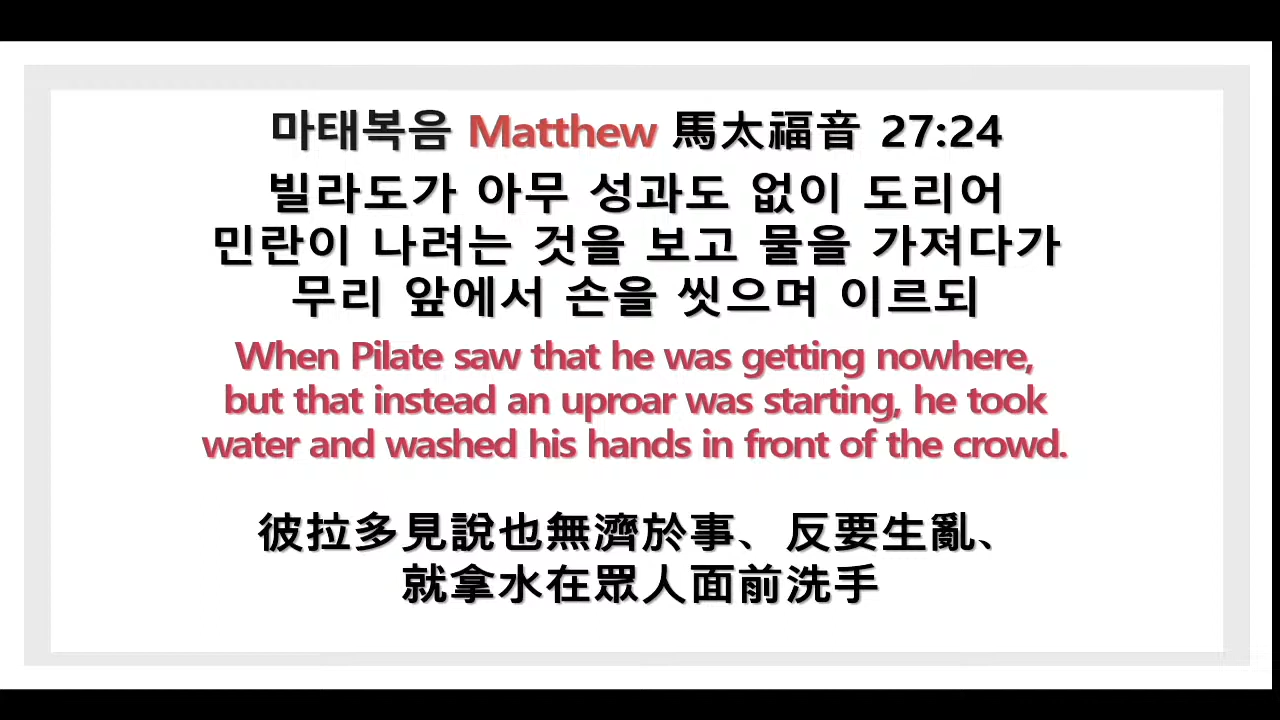 마태복음 Matthew 馬太福音 27:24
빌라도가 아무 성과도 없이 도리어
민란이 나려는 것을 보고 물을 가져다가
무리 앞에서 손을 씻으며 이르되
When Pilate saw that he was getting nowhere,
but that instead an uproar was starting, he took
water and washed his hands in front of the crowd.
彼拉多見說也無濟於事、反要生亂、
就拿水在眾人面前洗手